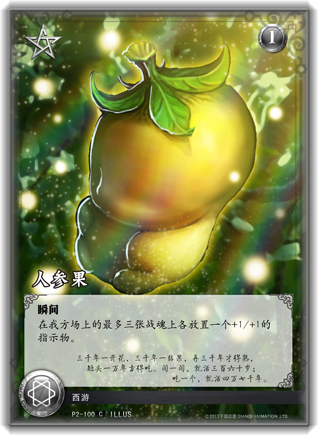 1
人参果
瞬间
在我方场上的最多三张战魂上各放置一个+1/+1的
指示物。
三千年一开花,三千年一结果,再三千年才得熟,
短头一万年方得吃。闻一闻,就活三百六十岁;
吃一个,就活四万七千年。
西游
P2-100 C / ILLUS.